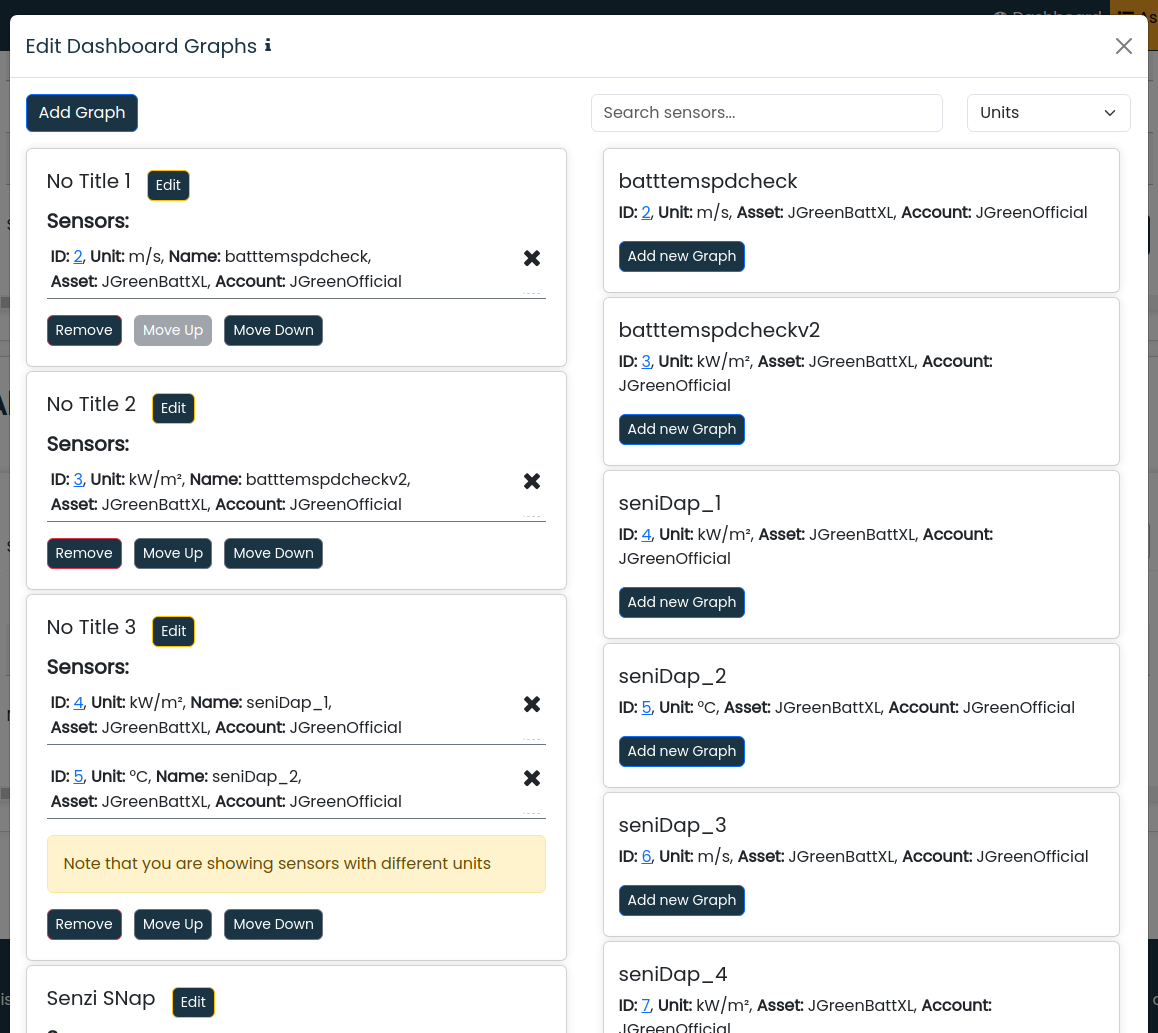 Dashboard
As
Edit Dashboard Graphs i
Add Graph
Search sensors...
Units
No Title 1
Edit
Sensors:
ID: 2, Unit: m/s, Name: batttemspdcheck,
Asset: JGreenBattXL, Account: JGreenOfficial
Remove
Move Up
Move Down
No Title 2
Edit
Sensors:
ID: 3, Unit: kW/m², Name: batttemspdcheckv2,
Asset: JGreenBattXL, Account: JGreenOfficial
Remove
Move Up
Move Down
No Title 3
Edit
Sensors:
ID: 4, Unit: kW/m², Name: seniDap_1,
Asset: JGreenBattXL, Account: JGreenOfficial
ID: 5, Unit: °C, Name: seniDap_2,
Asset: JGreenBattXL, Account: JGreenOfficial
Note that you are showing sensors with different units
Remove
Move Up
Move Down
Senzi SNap
Edit
batttemspdcheck
ID: 2, Unit: m/s, Asset: JGreenBattXL, Account: JGreenOfficial
Add new Graph
batttemspdcheckv2
ID: 3, Unit: kW/m², Asset: JGreenBattXL, Account:
JGreenOfficial
Add new Graph
seniDap_1
ID: 4, Unit: kW/m², Asset: JGreenBattXL, Account:
JGreenOfficial
Add new Graph
seniDap_2
ID: 5, Unit: °C, Asset: JGreenBattXL, Account: JGreenOfficial
Add new Graph
seniDap_3
ID: 6, Unit: m/s, Asset: JGreenBattXL, Account: JGreenOfficial
Add new Graph
seniDap_4
ID: 7, Unit: kW/m², Asset: JGreenBattXL, Account:
JGreenOfficial